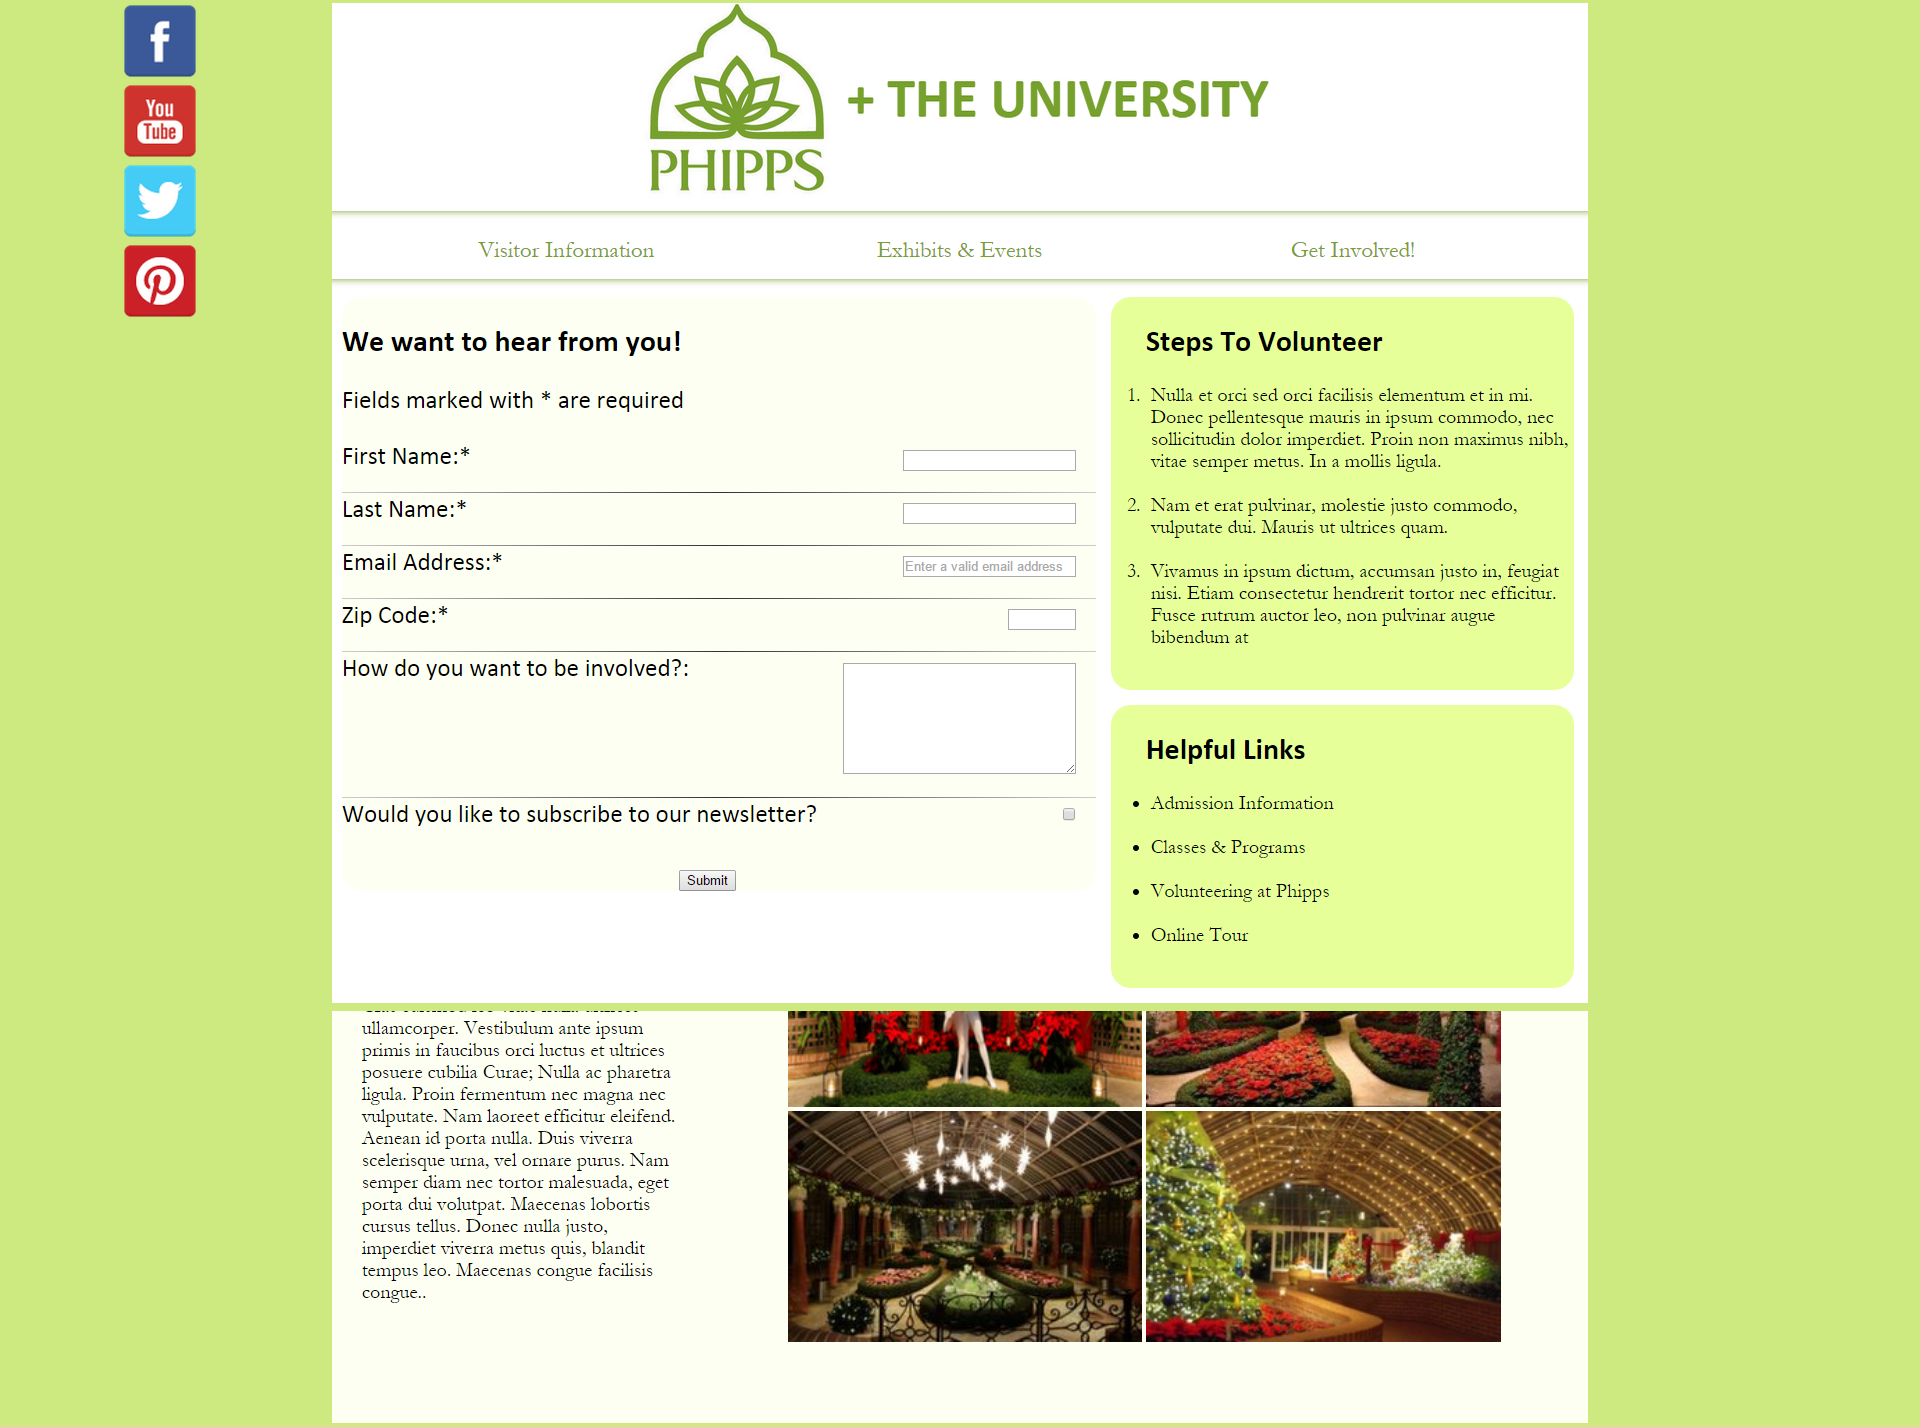 f
You
Tube
PHIPPS
+ THE UNIVERSITY
Visitor Information
Exhibits & Events
Get Involved!
We want to hear from you!
Fields marked with * are required
First Name:*
Last Name:*
Email Address:*
Enter a valid email address
Zip Code:*
How do you want to be involved?:
Would you like to subscribe to our newsletter?
Submit
Steps To Volunteer
1. Nulla et orci sed orci facilisis elementum et in mi.
Donec pellentesque mauris in ipsum commodo, nec
sollicitudin dolor imperdiet. Proin non maximus nibh,
vitae semper metus. In a mollis ligula.
2. Nam et erat pulvinar, molestie justo commodo,
vulputate dui. Mauris ut ultrices quam.
3. Vivamus in ipsum dictum, accumsan justo in, feugiat
nisi. Etiam consectetur hendrerit tortor nec efficitur.
Fusce rutrum auctor leo, non pulvinar augue
bibendum at
Helpful Links
• Admission Information
• Classes & Programs
• Volunteering at Phipps
• Online Tour
ullamcorper. Vestibulum ante ipsum
primis in faucibus orci luctus et ultrices
posuere cubilia Curae; Nulla ac pharetra
ligula. Proin fermentum nec magna nec
vulputate. Nam laoreet efficitur eleifend.
Aenean id porta nulla. Duis viverra
scelerisque urna, vel ornare purus. Nam
semper diam nec tortor malesuada, eget
porta dui volutpat. Maecenas lobortis
cursus tellus. Donec nulla justo,
imperdiet viverra metus quis, blandit
tempus leo. Maecenas congue facilisis
congue..